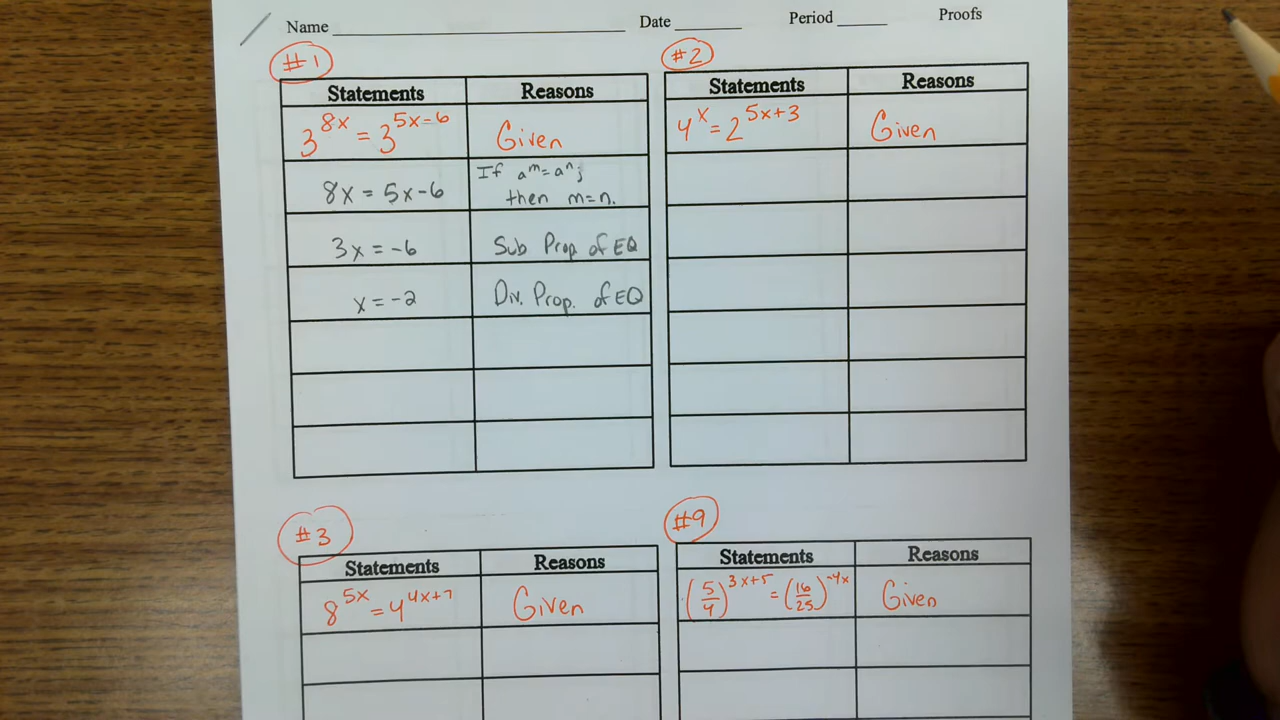 Name ____________ Date ______ Period _____ Proofs
#1
Statements Reasons
3^{8x} = 3^{5x-6} Given
8x = 5x-6 If a^m = a^n;
then m=n.
3x = -6 Sub Prop of EQ
x = -2 Div. Prop. of EQ
#2
Statements Reasons
4^x = 2^{5x+3} Given
#3
Statements Reasons
8^{5x} = 4^{4x+7} Given
#9
Statements Reasons
(5/4)^{3x+5} = (16/25)^{-4x} Given